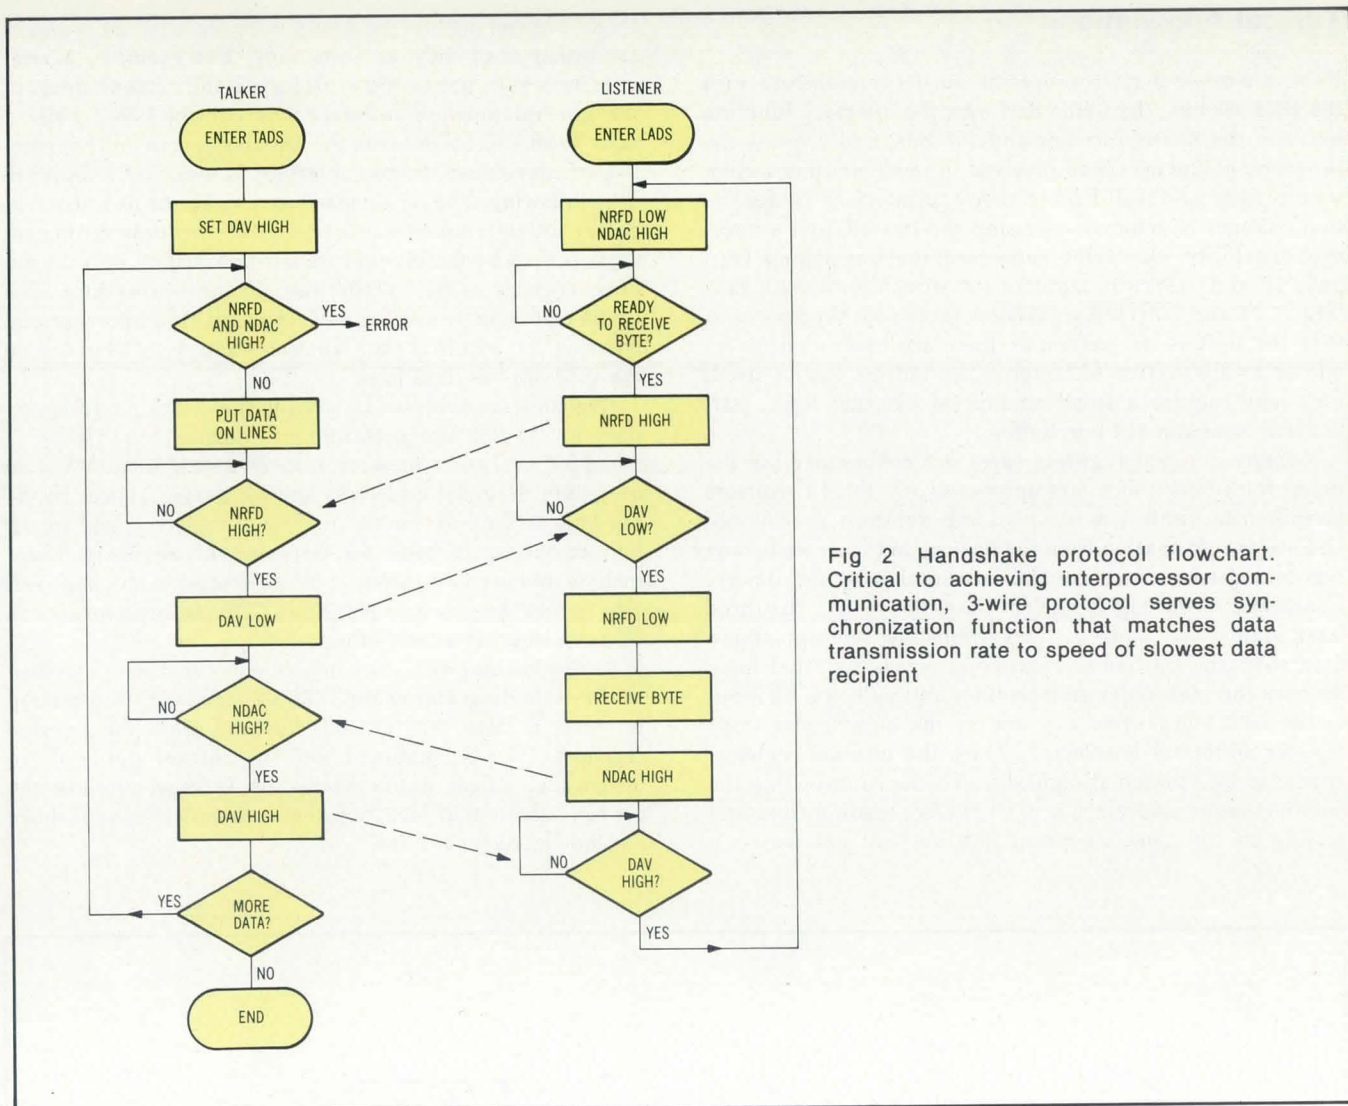 TALKER
ENTER TADS
SET DAV HIGH
NRFD
AND NDAC
HIGH?
YES
ERROR
NO
PUT DATA
ON LINES
NRFD
HIGH?
NO
YES
DAV LOW
NDAC
HIGH?
NO
YES
DAV HIGH
MORE
DATA?
YES
NO
END
LISTENER
ENTER LADS
NRFD LOW
NDAC HIGH
READY
TO RECEIVE
BYTE?
NO
YES
NRFD HIGH
DAV
LOW?
NO
YES
NRFD LOW
RECEIVE BYTE
NDAC HIGH
DAV
HIGH?
NO
YES
Fig 2 Handshake protocol flowchart.
Critical to achieving interprocessor com-
munication, 3-wire protocol serves syn-
chronization function that matches data
transmission rate to speed of slowest data
recipient